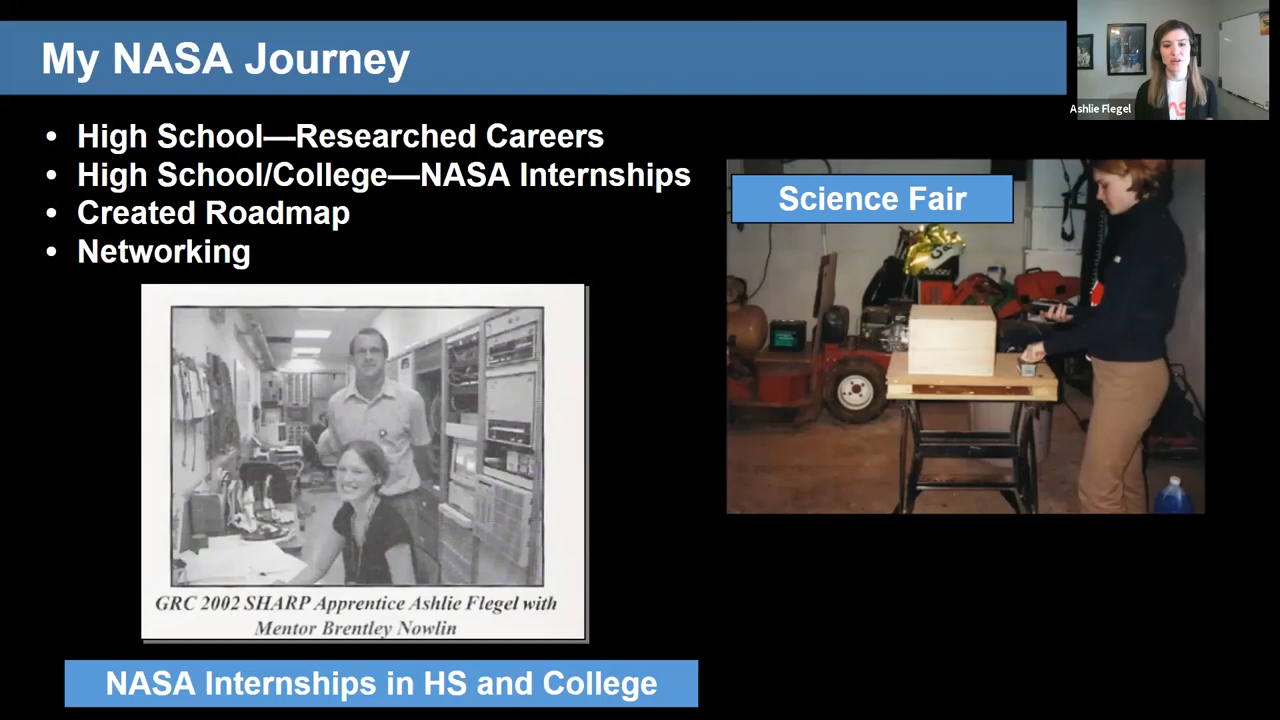 My NASA Journey
Ashlie Flegel
• High School—Researched Careers
• High School/College—NASA Internships
• Created Roadmap
• Networking
Science Fair
GRC 2002 SHARP Apprentice Ashlie Flegel with
Mentor Brentley Nowlin
NASA Internships in HS and College